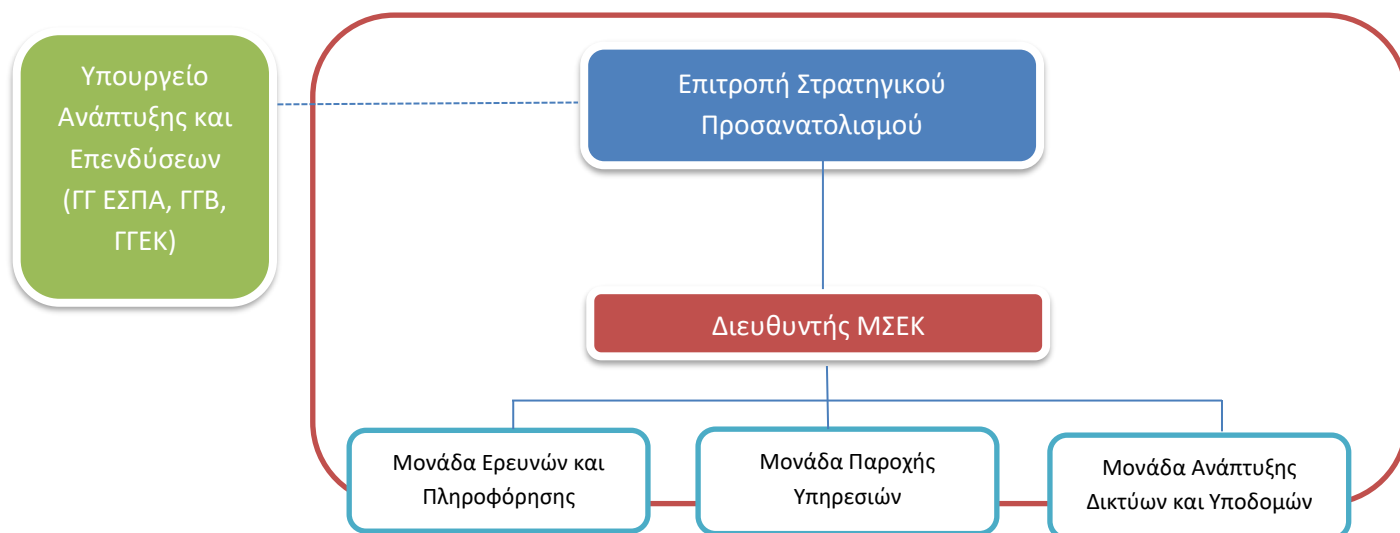 Υπουργείο
Ανάπτυξης και
Επενδύσεων
(ΓΓ ΕΣΠΑ, ΓΓΒ,
ΓΓΕΚ)
Επιτροπή Στρατηγικού
Προσανατολισμού
Διευθυντής ΜΣΕΚ
Μονάδα Ερευνών και
Πληροφόρησης
Μονάδα Παροχής
Υπηρεσιών
Μονάδα Ανάπτυξης
Δικτύων και Υποδομών